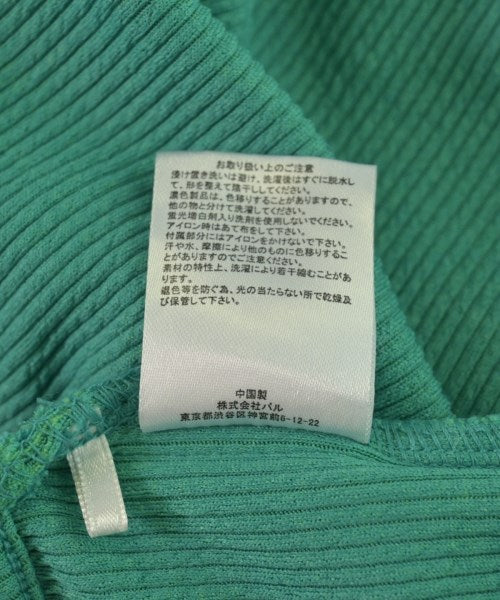 お取り扱い上のご注意
浸け置き洗いは避け、洗濯後はすぐに脱水し
て、形を整えて陰干ししてください。
濃色製品は、色移りすることがありますので、
他の物と分けて洗濯してください。
蛍光増白剤入り洗剤を使用しないでください。
アイロン時はあて布をして下さい。
付属部分にはアイロンをかけないで下さい。
汗や水、摩擦により他のものに色移りするこ
とがありますのでご注意ください。
素材の特性上、洗濯により若干縮むことがあ
ります。
退色等を防ぐ為、光の当たらない所で乾燥及
び保管して下さい。
中国製
株式会社パル
東京都渋谷区神宮前6-12-22